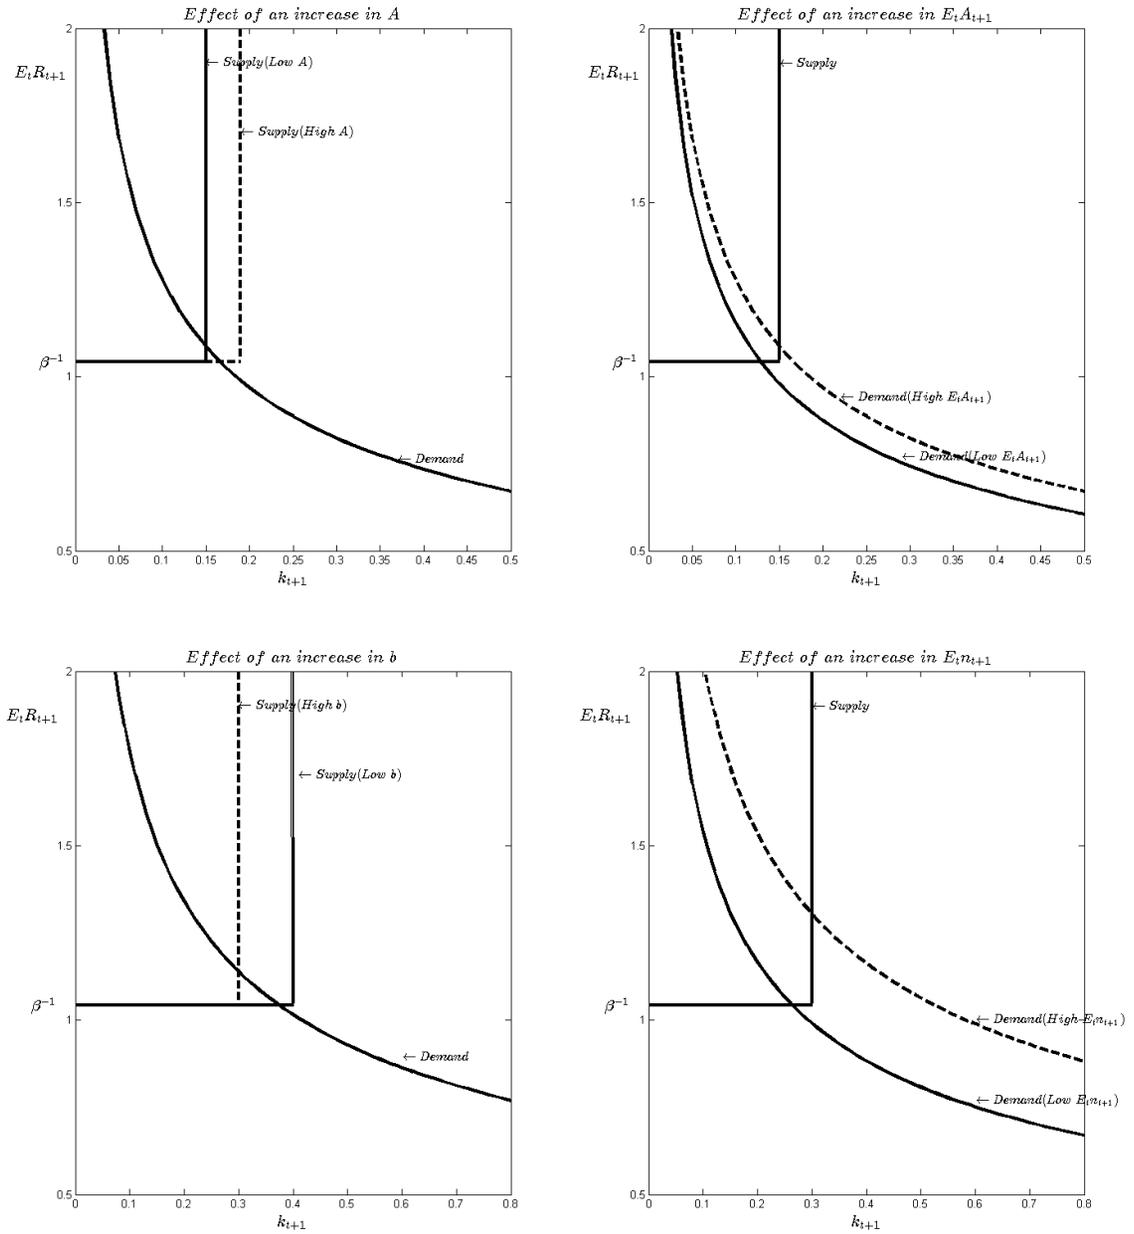 Effect of an increase in A
2
E_tR_{t+1}
← Supply(Low A)
← Supply(High A)
1.5
β⁻¹
1
← Demand
0.5
0 0.05 0.1 0.15 0.2 0.25 0.3 0.35 0.4 0.45 0.5
k_{t+1}
Effect of an increase in E_tA_{t+1}
2
E_tR_{t+1}
← Supply
1.5
β⁻¹
1
← Demand(High E_tA_{t+1})
← Demand(Low E_tA_{t+1})
0.5
0 0.05 0.1 0.15 0.2 0.25 0.3 0.35 0.4 0.45 0.5
k_{t+1}
Effect of an increase in b
2
E_tR_{t+1}
← Supply(High b)
← Supply(Low b)
1.5
β⁻¹
1
← Demand
0.5
0 0.1 0.2 0.3 0.4 0.5 0.6 0.7 0.8
k_{t+1}
Effect of an increase in E_tn_{t+1}
2
E_tR_{t+1}
← Supply
1.5
β⁻¹
1
← Demand(High E_tn_{t+1})
← Demand(Low E_tn_{t+1})
0.5
0 0.1 0.2 0.3 0.4 0.5 0.6 0.7 0.8
k_{t+1}